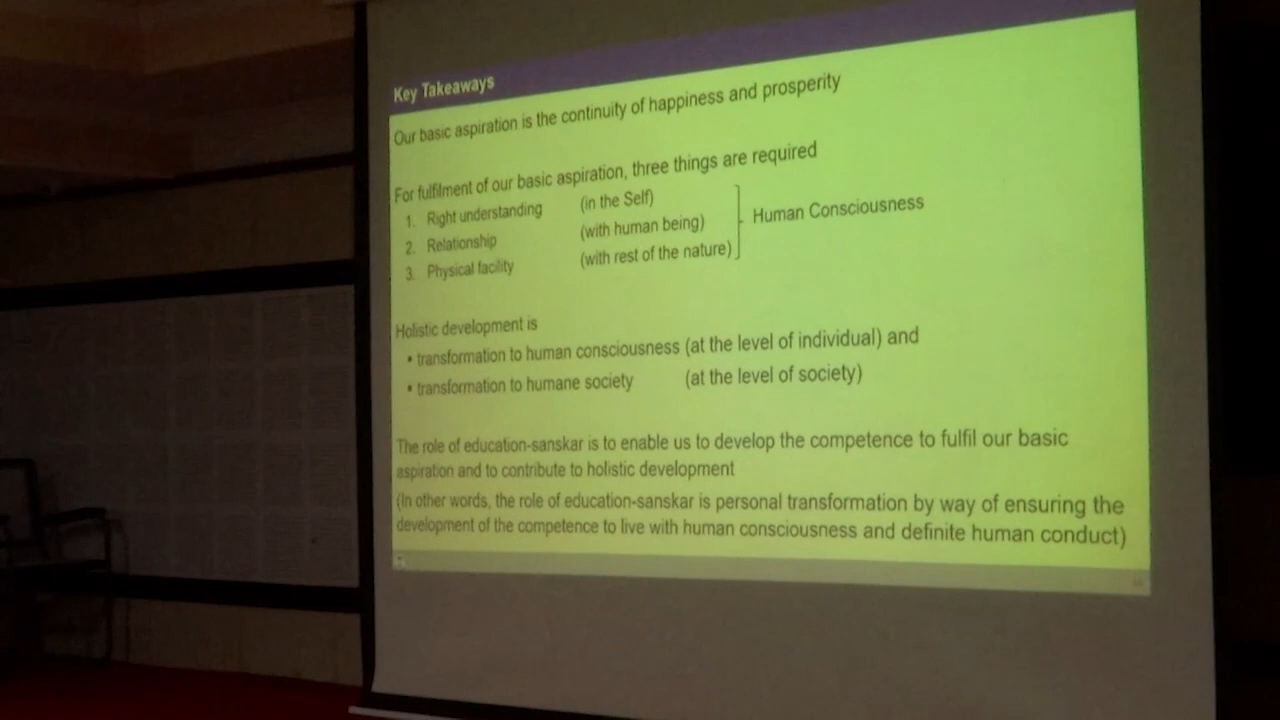 Key Takeaways
Our basic aspiration is the continuity of happiness and prosperity
For fulfilment of our basic aspiration, three things are required
1. Right understanding (in the Self)
2. Relationship (with human being) Human Consciousness
3. Physical facility (with rest of the nature)
Holistic development is
• transformation to human consciousness (at the level of individual) and
• transformation to humane society (at the level of society)
The role of education-sanskar is to enable us to develop the competence to fulfil our basic
aspiration and to contribute to holistic development
(In other words, the role of education-sanskar is personal transformation by way of ensuring the
development of the competence to live with human consciousness and definite human conduct)